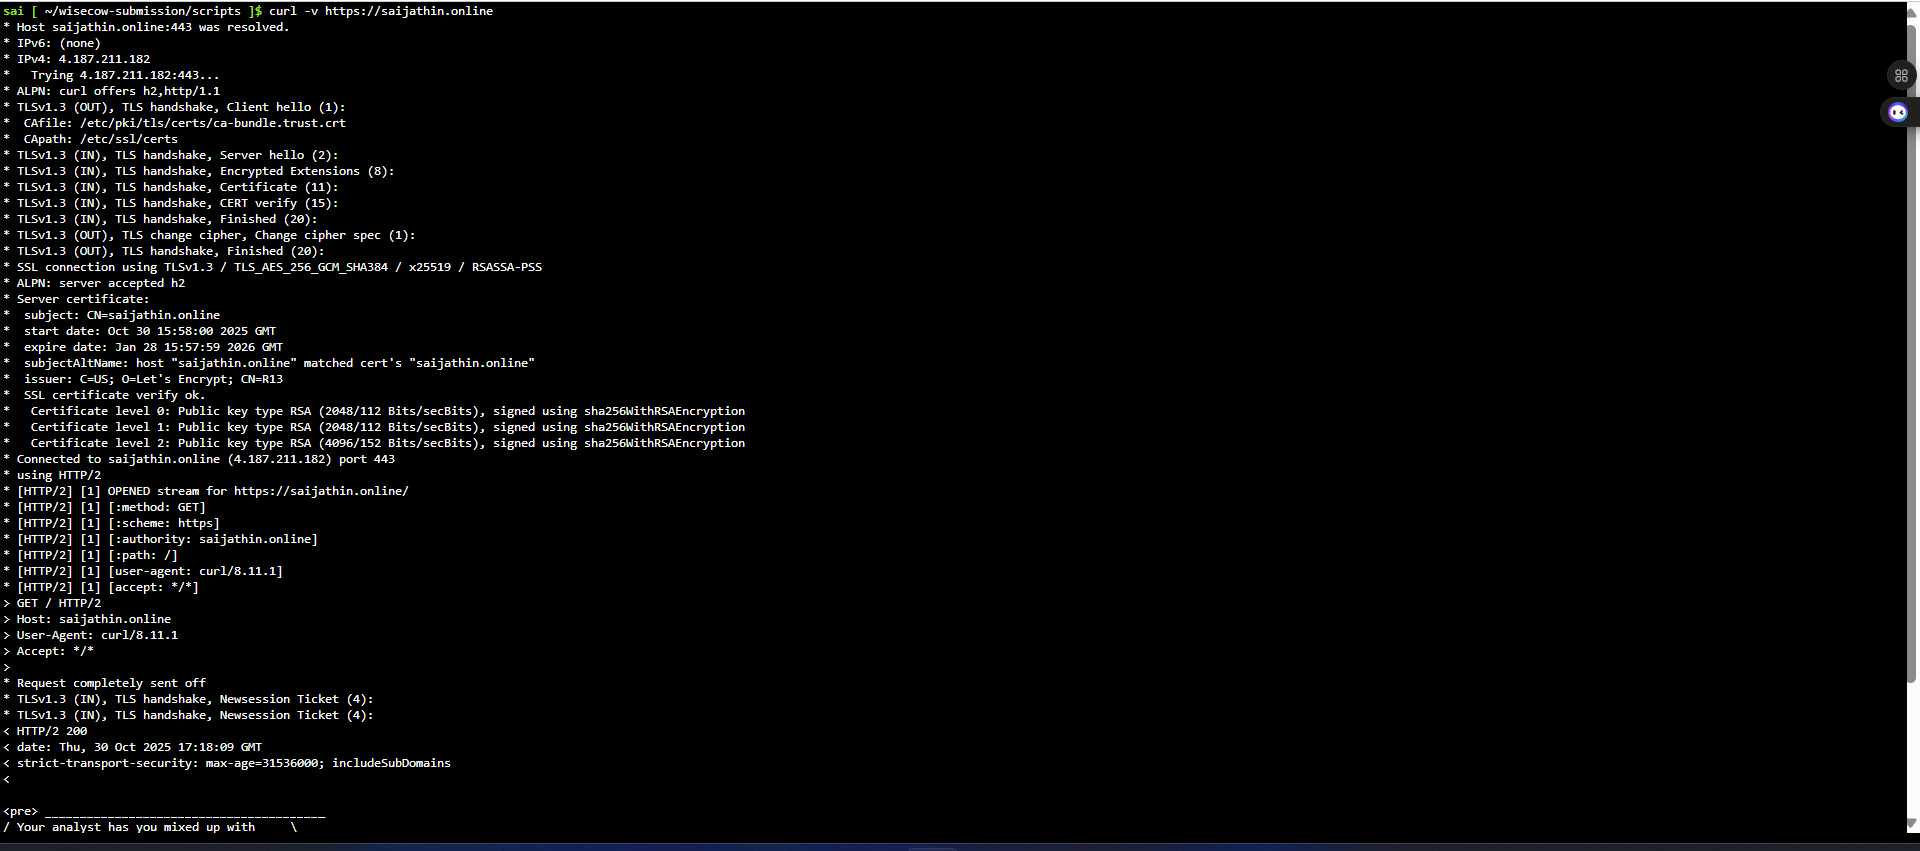 sai [ ~/wisecow-submission/scripts ]$ curl -v https://saijathin.online
* Host saijathin.online:443 was resolved.
* IPv6: (none)
* IPv4: 4.187.211.182
*   Trying 4.187.211.182:443...
* ALPN: curl offers h2,http/1.1
* TLSv1.3 (OUT), TLS handshake, Client hello (1):
*  CAfile: /etc/pki/tls/certs/ca-bundle.trust.crt
*  CApath: /etc/ssl/certs
* TLSv1.3 (IN), TLS handshake, Server hello (2):
* TLSv1.3 (IN), TLS handshake, Encrypted Extensions (8):
* TLSv1.3 (IN), TLS handshake, Certificate (11):
* TLSv1.3 (IN), TLS handshake, CERT verify (15):
* TLSv1.3 (IN), TLS handshake, Finished (20):
* TLSv1.3 (OUT), TLS change cipher, Change cipher spec (1):
* TLSv1.3 (OUT), TLS handshake, Finished (20):
* SSL connection using TLSv1.3 / TLS_AES_256_GCM_SHA384 / x25519 / RSASSA-PSS
* ALPN: server accepted h2
* Server certificate:
*  subject: CN=saijathin.online
*  start date: Oct 30 15:58:00 2025 GMT
*  expire date: Jan 28 15:57:59 2026 GMT
*  subjectAltName: host "saijathin.online" matched cert's "saijathin.online"
*  issuer: C=US; O=Let's Encrypt; CN=R13
*  SSL certificate verify ok.
*   Certificate level 0: Public key type RSA (2048/112 Bits/secBits), signed using sha256WithRSAEncryption
*   Certificate level 1: Public key type RSA (2048/112 Bits/secBits), signed using sha256WithRSAEncryption
*   Certificate level 2: Public key type RSA (4096/152 Bits/secBits), signed using sha256WithRSAEncryption
* Connected to saijathin.online (4.187.211.182) port 443
* using HTTP/2
* [HTTP/2] [1] OPENED stream for https://saijathin.online/
* [HTTP/2] [1] [:method: GET]
* [HTTP/2] [1] [:scheme: https]
* [HTTP/2] [1] [:authority: saijathin.online]
* [HTTP/2] [1] [:path: /]
* [HTTP/2] [1] [user-agent: curl/8.11.1]
* [HTTP/2] [1] [accept: */*]
> GET / HTTP/2
> Host: saijathin.online
> User-Agent: curl/8.11.1
> Accept: */*
>
* Request completely sent off
* TLSv1.3 (IN), TLS handshake, Newsession Ticket (4):
* TLSv1.3 (IN), TLS handshake, Newsession Ticket (4):
< HTTP/2 200
< date: Thu, 30 Oct 2025 17:18:09 GMT
< strict-transport-security: max-age=31536000; includeSubDomains
<
<pre> ________________________________________
/ Your analyst has you mixed up with     \